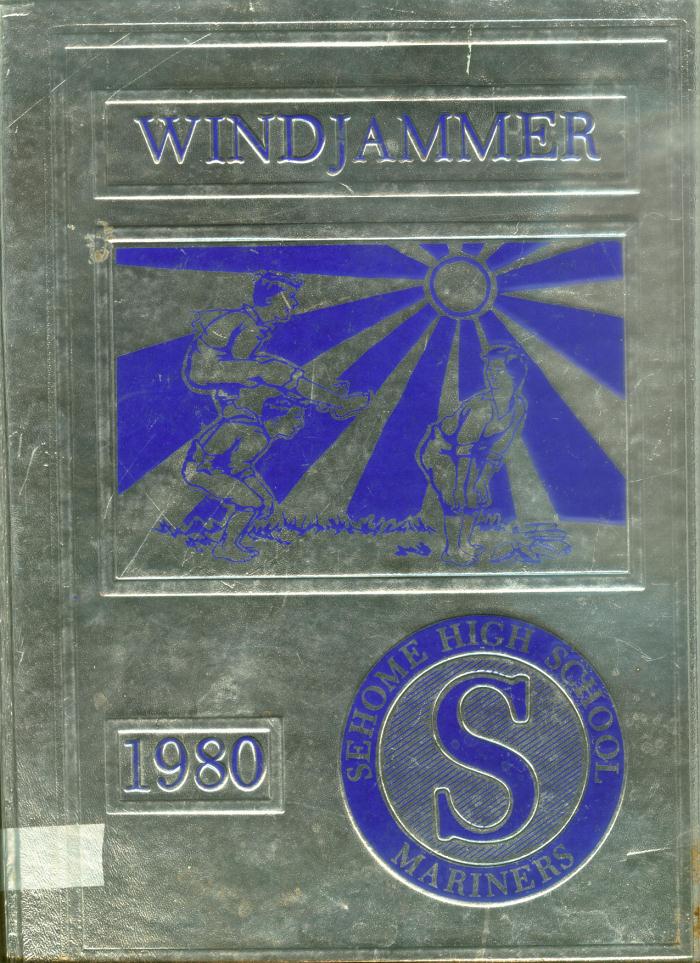 WINDJAMMER
1980
SEHOME HIGH SCHOOL
S
MARINERS